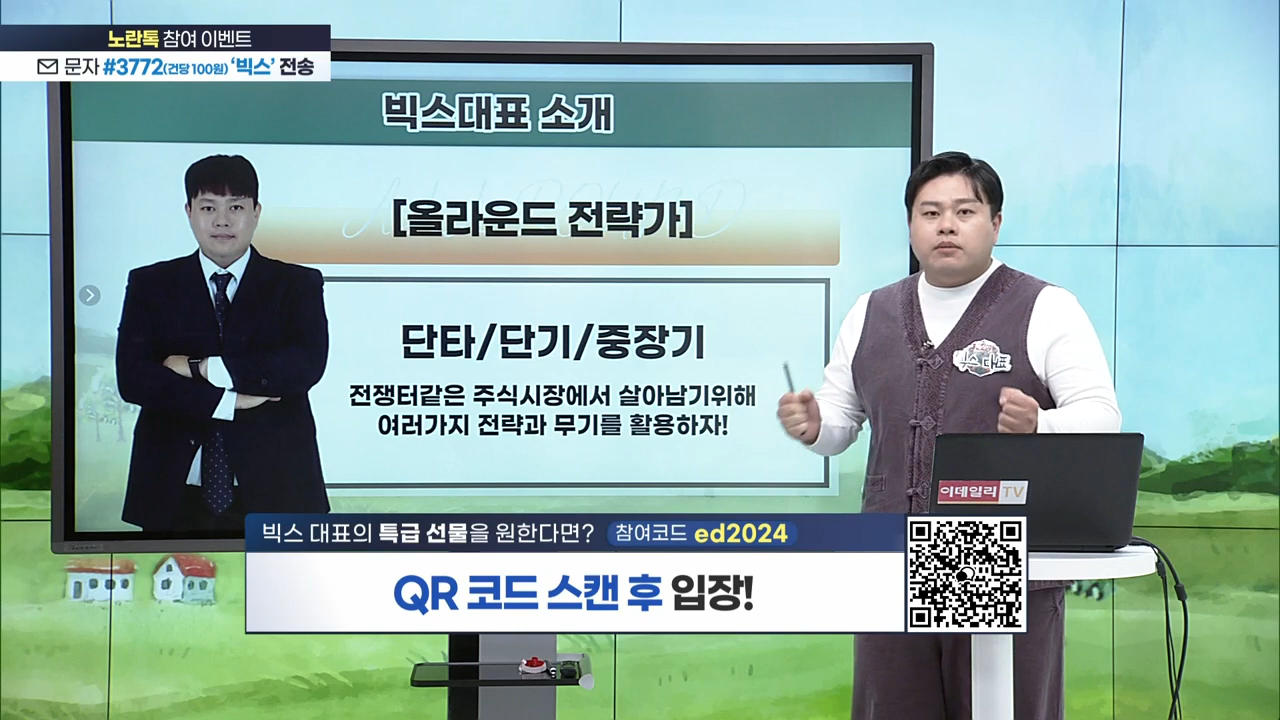 노란톡 참여 이벤트
문자 #3772(건당 100원) ‘빅스’ 전송
빅스대표 소개
[올라운드 전략가]
단타/단기/중장기
전쟁터같은 주식시장에서 살아남기위해
여러가지 전략과 무기를 활용하자!
빅스 대표
이데일리 TV
빅스 대표의 특급 선물을 원한다면? 참여코드 ed2024
QR 코드 스캔 후 입장!